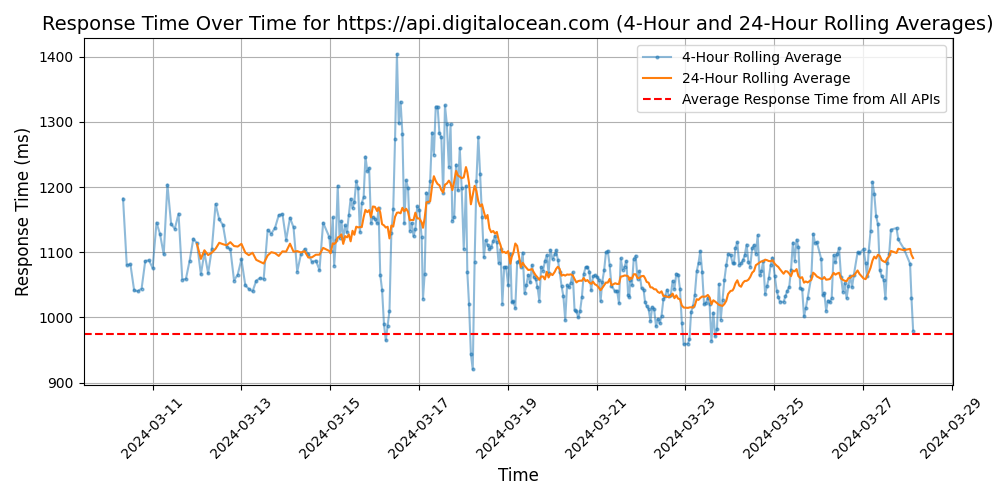 Response Time Over Time for https://api.digitalocean.com (4-Hour and 24-Hour Rolling Averages)
4-Hour Rolling Average
24-Hour Rolling Average
Average Response Time from All APIs
Response Time (ms)
1400
1300
1200
1100
1000
900
2024-03-11
2024-03-13
2024-03-15
2024-03-17
2024-03-19
2024-03-21
2024-03-23
2024-03-25
2024-03-27
2024-03-29
Time